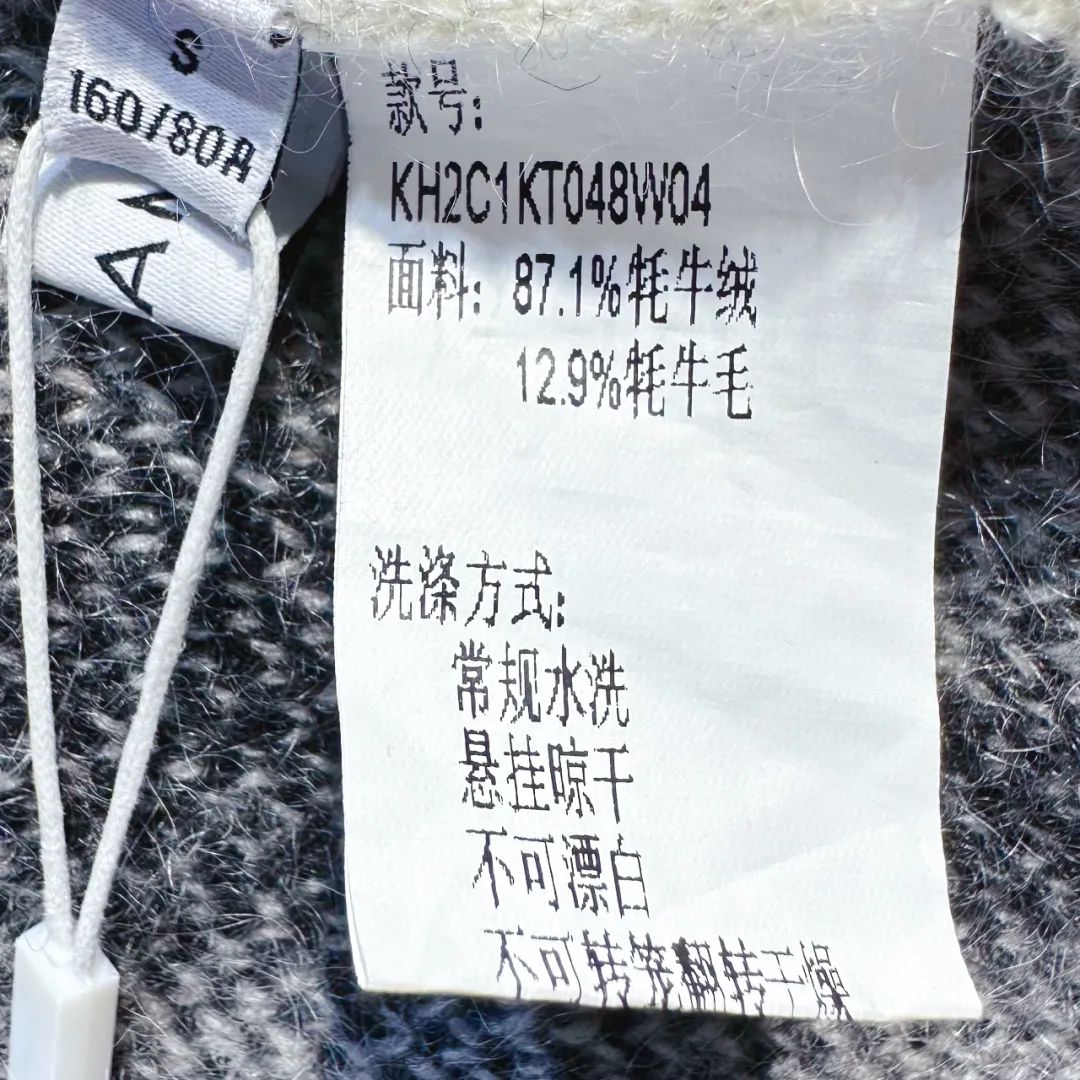 S
160/80A
AN
款号:
KH2C1KT048W04
面料: 87.1%牦牛绒
12.9%牦牛毛
洗涤方式:
常规水洗
悬挂晾干
不可漂白
不可转笼翻转干燥